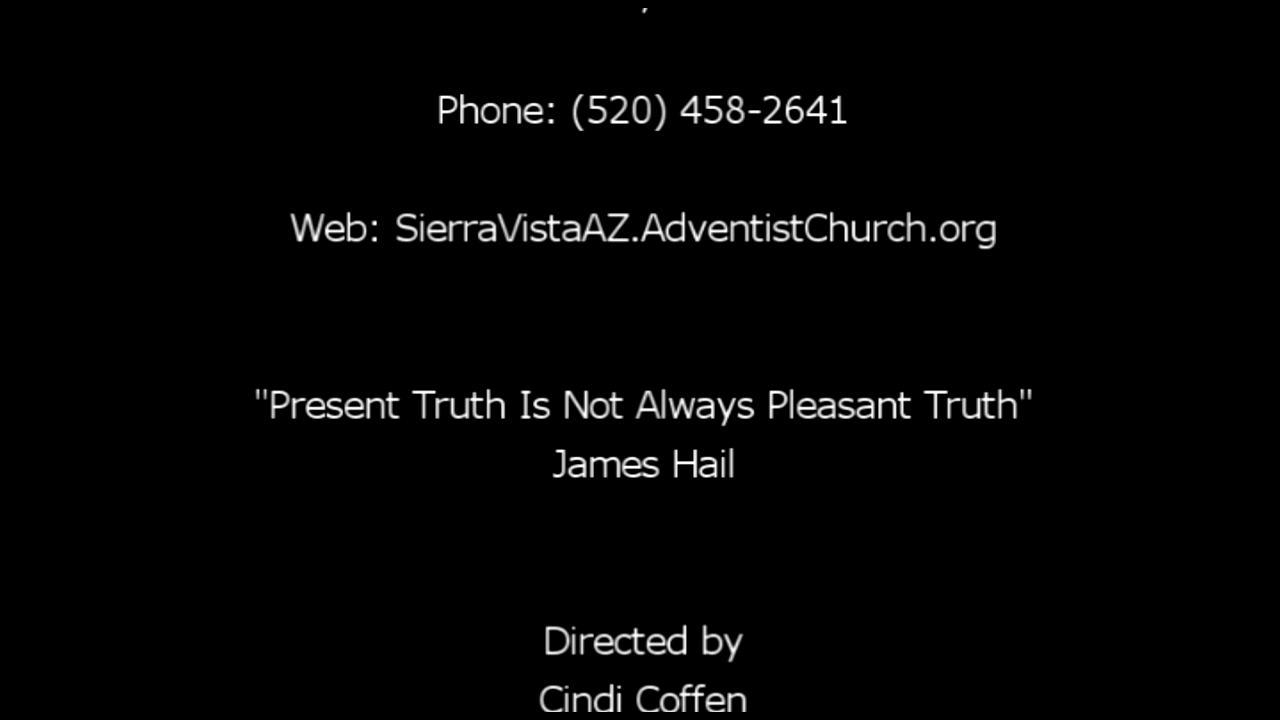 Phone: (520) 458-2641
Web: SierraVistaAZ.AdventistChurch.org
"Present Truth Is Not Always Pleasant Truth"
James Hail
Directed by
Cindi Coffen